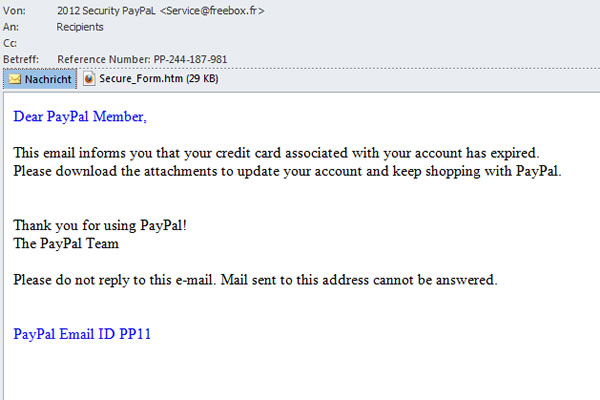 Von: 2012 Security PayPaL <Service@freebox.fr>
An: Recipients
Cc:
Betreff: Reference Number: PP-244-187-981
Nachricht Secure_Form.htm (29 KB)
Dear PayPal Member,
This email informs you that your credit card associated with your account has expired.
Please download the attachments to update your account and keep shopping with PayPal.
Thank you for using PayPal!
The PayPal Team
Please do not reply to this e-mail. Mail sent to this address cannot be answered.
PayPal Email ID PP11